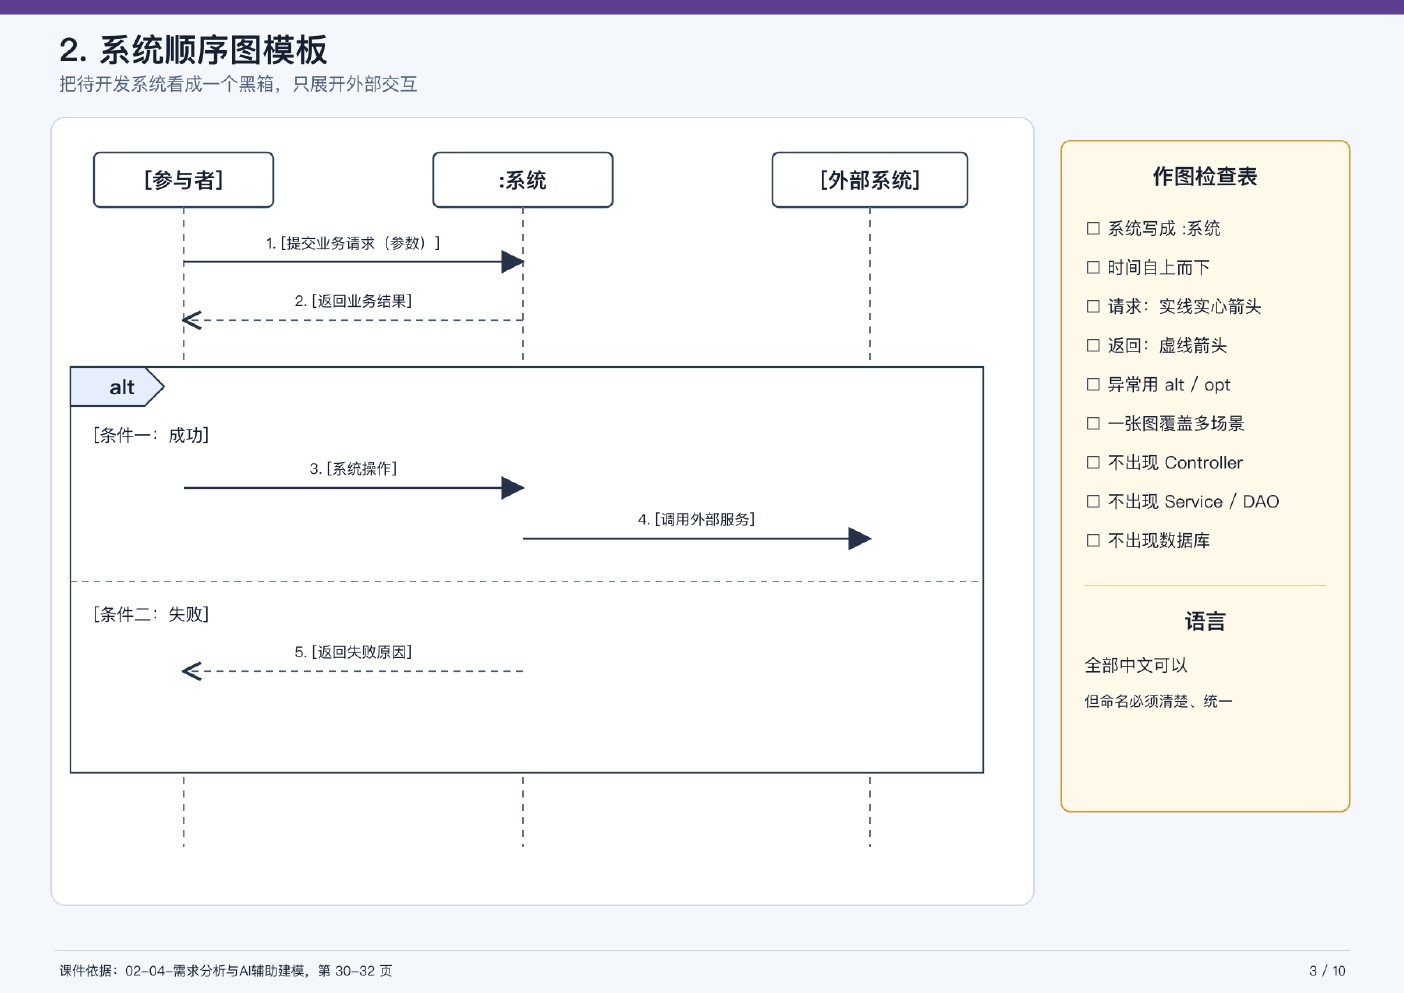 2. 系统顺序图模板
把待开发系统看成一个黑箱，只展开外部交互
[参与者]
:系统
[外部系统]
1. [提交业务请求（参数）]
2. [返回业务结果]
alt
[条件一：成功]
3. [系统操作]
4. [调用外部服务]
[条件二：失败]
5. [返回失败原因]
作图检查表
□ 系统写成 :系统
□ 时间自上而下
□ 请求：实线实心箭头
□ 返回：虚线箭头
□ 异常用 alt / opt
□ 一张图覆盖多场景
□ 不出现 Controller
□ 不出现 Service / DAO
□ 不出现数据库
语言
全部中文可以
但命名必须清楚、统一
课件依据：02-04-需求分析与AI辅助建模，第 30-32 页
3 / 10